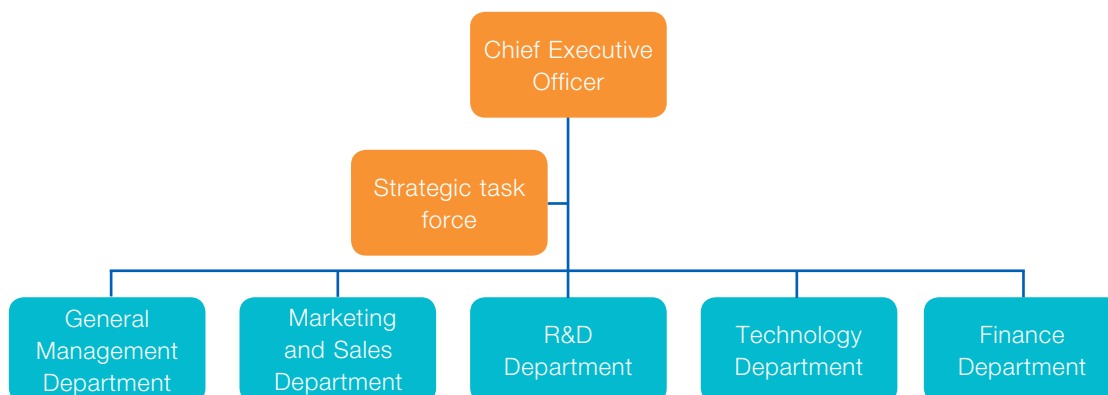 Chief Executive
Officer
Strategic task
force
General
Management
Department
Marketing
and Sales
Department
R&D
Department
Technology
Department
Finance
Department